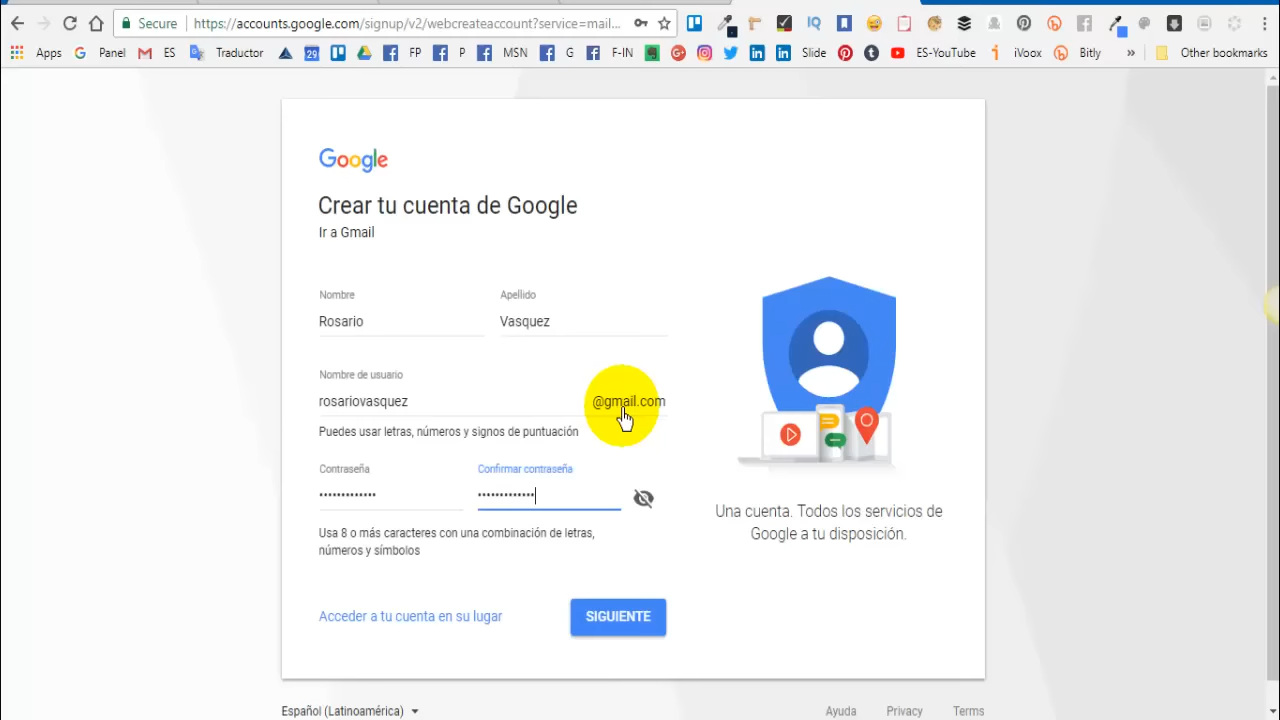 Secure https://accounts.google.com/signup/v2/webcreateaccount?service=mail...
Apps Panel ES Traductor 29 FP P MSN G F-IN Slide ES-YouTube iVoox Bitly » Other bookmarks
Google
Crear tu cuenta de Google
Ir a Gmail
Nombre Apellido
Rosario Vasquez
Nombre de usuario
rosariovasquez @gmail.com
Puedes usar letras, números y signos de puntuación
Contraseña Confirmar contraseña
••••••••••••• •••••••••••••
Usa 8 o más caracteres con una combinación de letras,
números y símbolos
Una cuenta. Todos los servicios de
Google a tu disposición.
Acceder a tu cuenta en su lugar SIGUIENTE
Español (Latinoamérica) Ayuda Privacy Terms